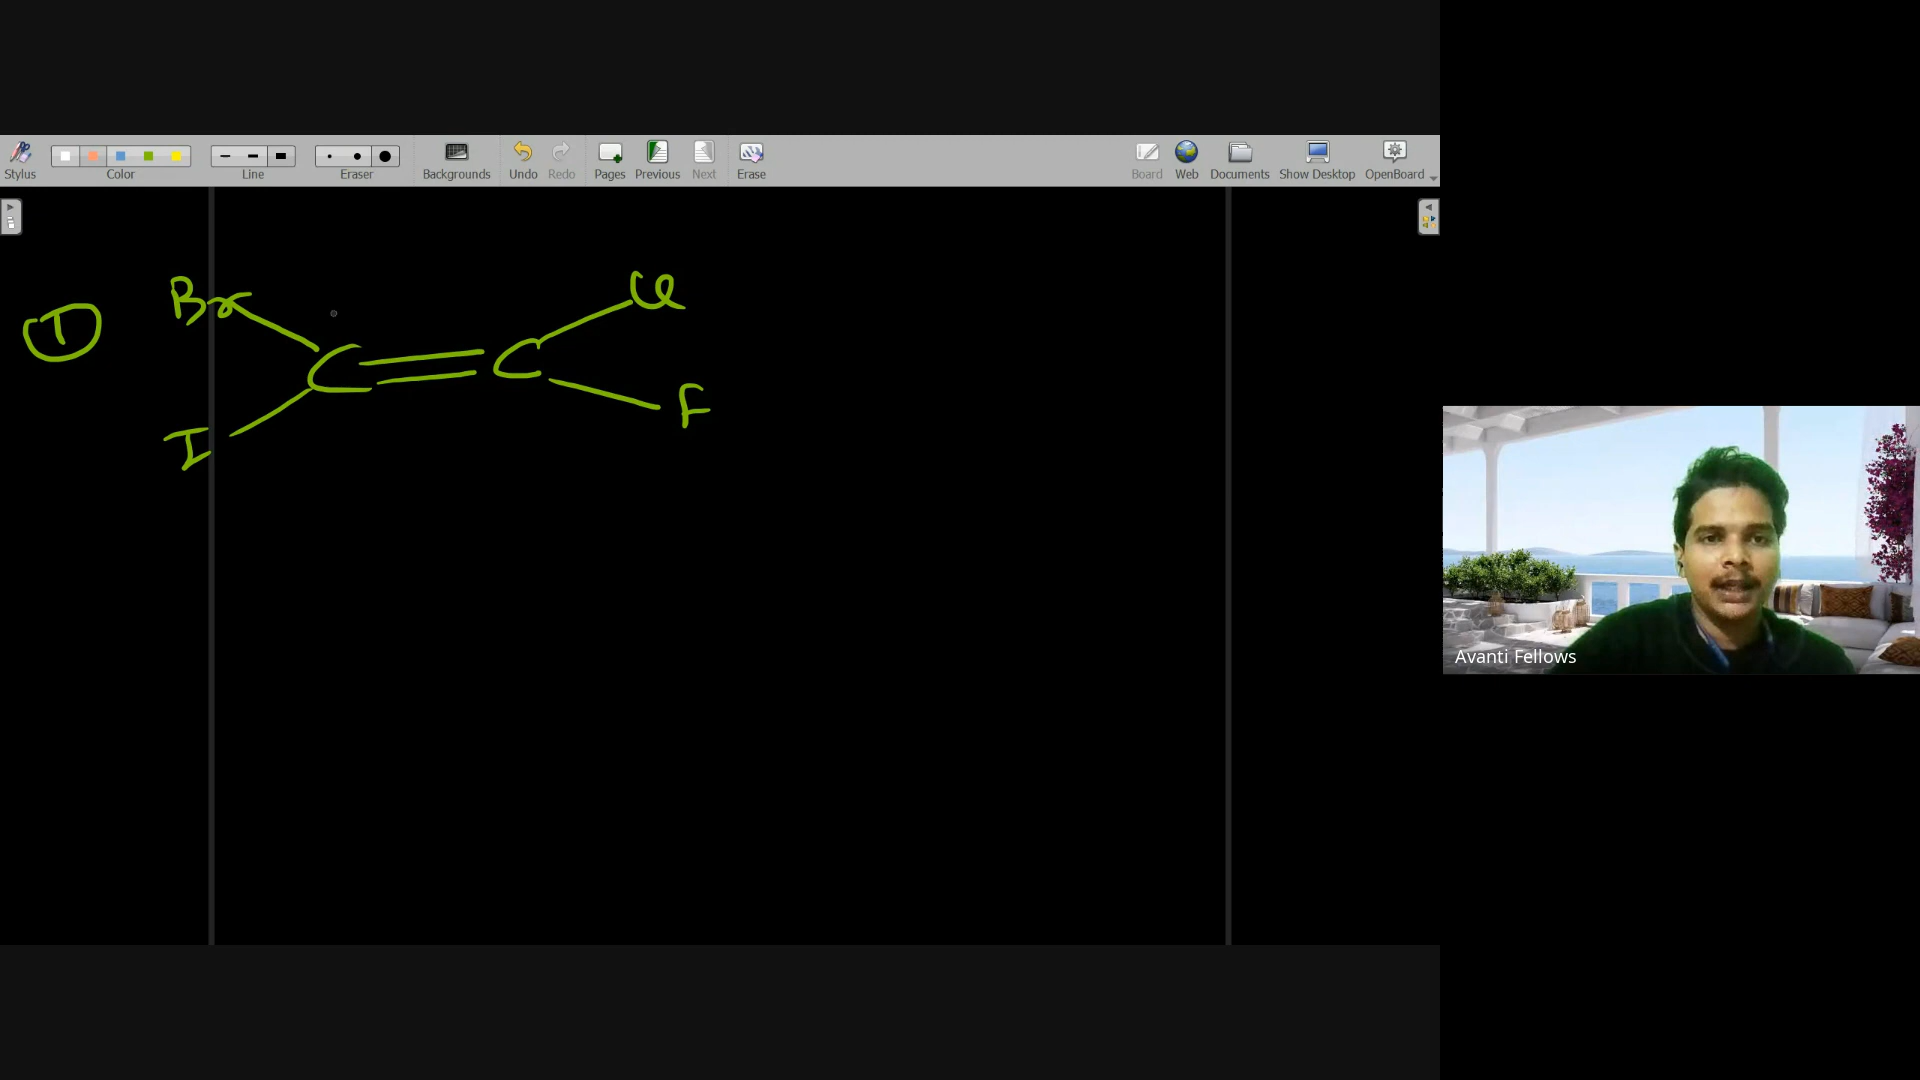 Stylus Color Line Eraser Backgrounds Undo Redo Pages Previous Next Erase Board Web Documents Show Desktop OpenBoard
Br Cl
1
C = C
I F
Avanti Fellows